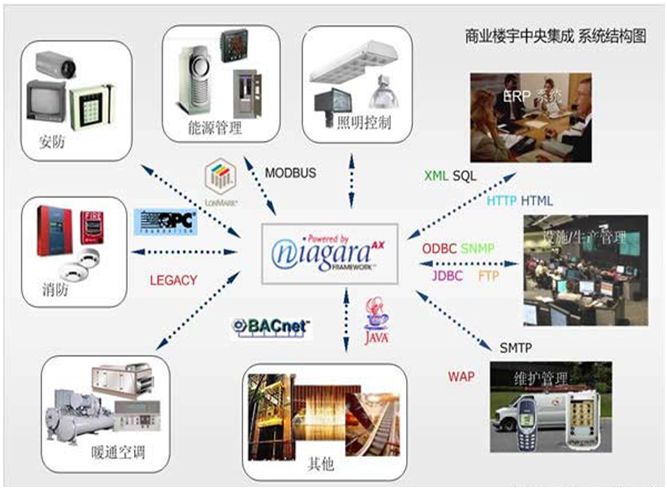 商业楼宇中央集成 系统结构图
安防
能源管理
照明控制
ERP 系统
LONMARK
MODBUS
XML SQL
HTTP HTML
OPC
FOUNDATION
FIRE
消防
LEGACY
Powered by
niagara AX
FRAMEWORK
ODBC SNMP
JDBC FTP
设施/生产管理
BACnet
JAVA
SMTP
WAP
维护管理
暖通空调
其他